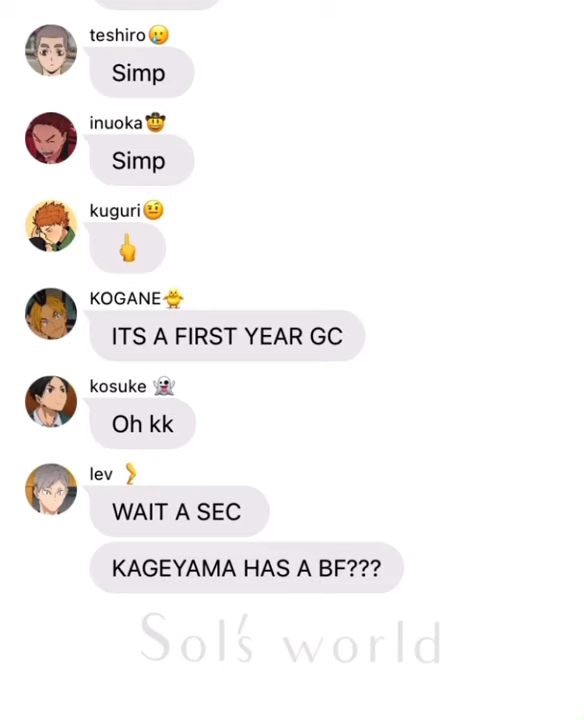 teshiro🥲
Simp
inuoka🤠
Simp
kuguri🤨
🖕
KOGANE🐥
ITS A FIRST YEAR GC
kosuke 👻
Oh kk
lev 🦵
WAIT A SEC
KAGEYAMA HAS A BF???
Sol's world